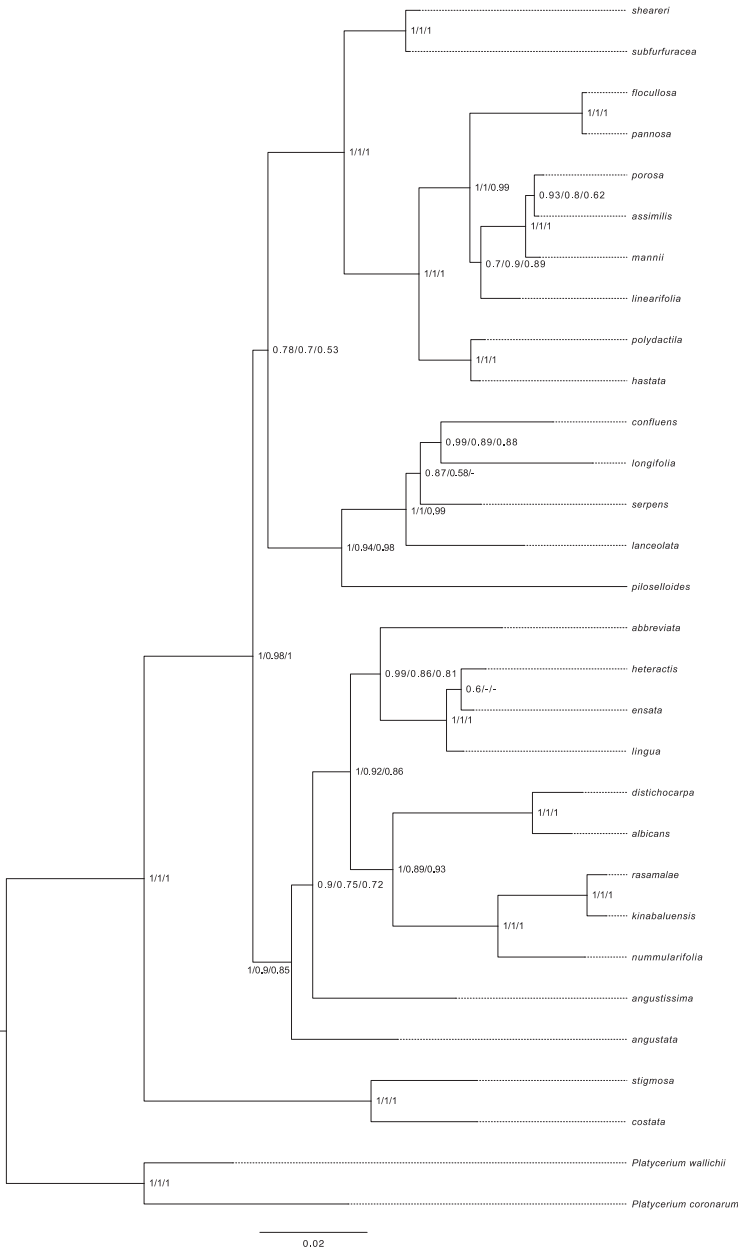 sheareri
1/1/1
subfurfuracea
flocullosa
1/1/1
pannosa
1/1/1
porosa
1/1/0.99
0.93/0.8/0.62
assimilis
1/1/1
mannii
0.7/0.9/0.89
1/1/1
linearifolia
polydactila
0.78/0.7/0.53
1/1/1
hastata
confluens
0.99/0.89/0.88
longifolia
0.87/0.58/-
serpens
1/1/0.99
lanceolata
1/0.94/0.98
piloselloides
abbreviata
1/0.98/1
heteractis
0.99/0.86/0.81
0.6/-/-
ensata
1/1/1
lingua
1/0.92/0.86
distichocarpa
1/1/1
albicans
1/0.89/0.93
rasamalae
1/1/1
0.9/0.75/0.72
1/1/1
kinabaluensis
1/1/1
nummularifolia
1/0.9/0.85
angustissima
angustata
stigmosa
1/1/1
costata
Platycerium wallichii
1/1/1
Platycerium coronarum
0.02